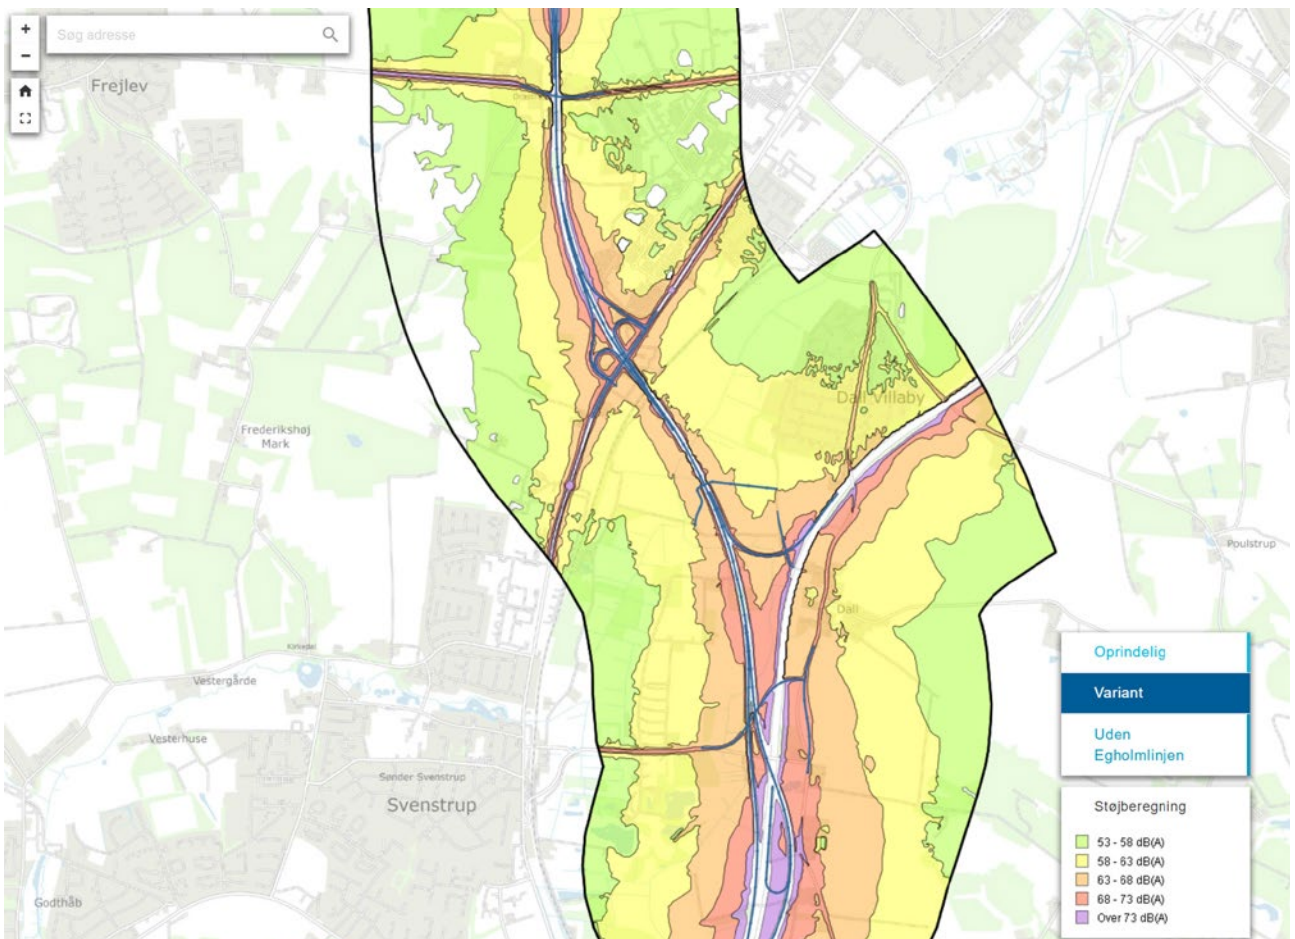 +
Søg adresse
−
Frejlev
Dall Villaby
Frederikshøj
Mark
Poulstrup
Dall
Kirkedal
Vestergårde
Vesterhuse
Sønder Svenstrup
Svenstrup
Godthåb
Oprindelig
Variant
Uden
Egholmlinjen
Støjberegning
53 - 58 dB(A)
58 - 63 dB(A)
63 - 68 dB(A)
68 - 73 dB(A)
Over 73 dB(A)